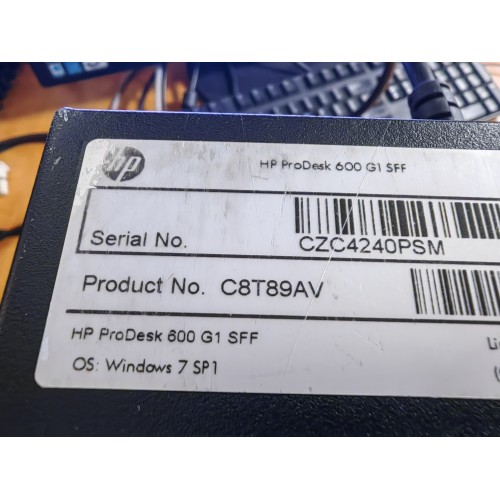 hp
HP ProDesk 600 G1 SFF
Serial No.
CZC4240PSM
Product No. C8T89AV
HP ProDesk 600 G1 SFF
OS: Windows 7 SP1